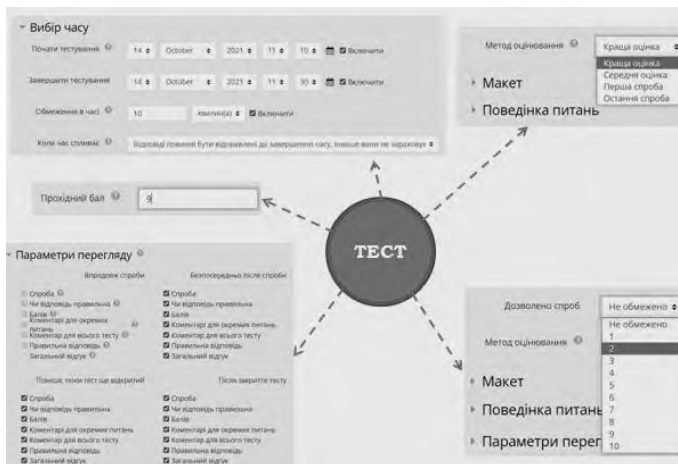 Вибір часу
Почати тестування 14 October 2021 11 10 Включити
Завершити тестування 14 October 2021 11 30 Включити
Обмеження в часі 10 хвилин(а) Включити
Коли час спливає Відповіді повинні бути відправлені до завершення часу, інакше вони не зарахову
Метод оцінювання Краща оцінка
Краща оцінка
Середня оцінка
Перша спроба
Остання спроба
Макет
Поведінка питань
Прохідний бал 9
ТЕСТ
Параметри перегляду
Впродовж спроби
Спроба
Чи відповідь правильна
Балів
Коментарі для окремих питань
Коментар для всього тесту
Правильна відповідь
Загальний відгук
Безпосередньо після спроби
Спроба
Чи відповідь правильна
Балів
Коментарі для окремих питань
Коментар для всього тесту
Правильна відповідь
Загальний відгук
Пізніше, поки тест ще відкритий
Спроба
Чи відповідь правильна
Балів
Коментарі для окремих питань
Коментар для всього тесту
Правильна відповідь
Загальний відгук
Після закриття тесту
Спроба
Чи відповідь правильна
Балів
Коментарі для окремих питань
Коментар для всього тесту
Правильна відповідь
Загальний відгук
Дозволено спроб Не обмежено
Не обмежено
1
2
3
4
5
6
7
8
9
10
Метод оцінювання
Макет
Поведінка питань
Параметри перег